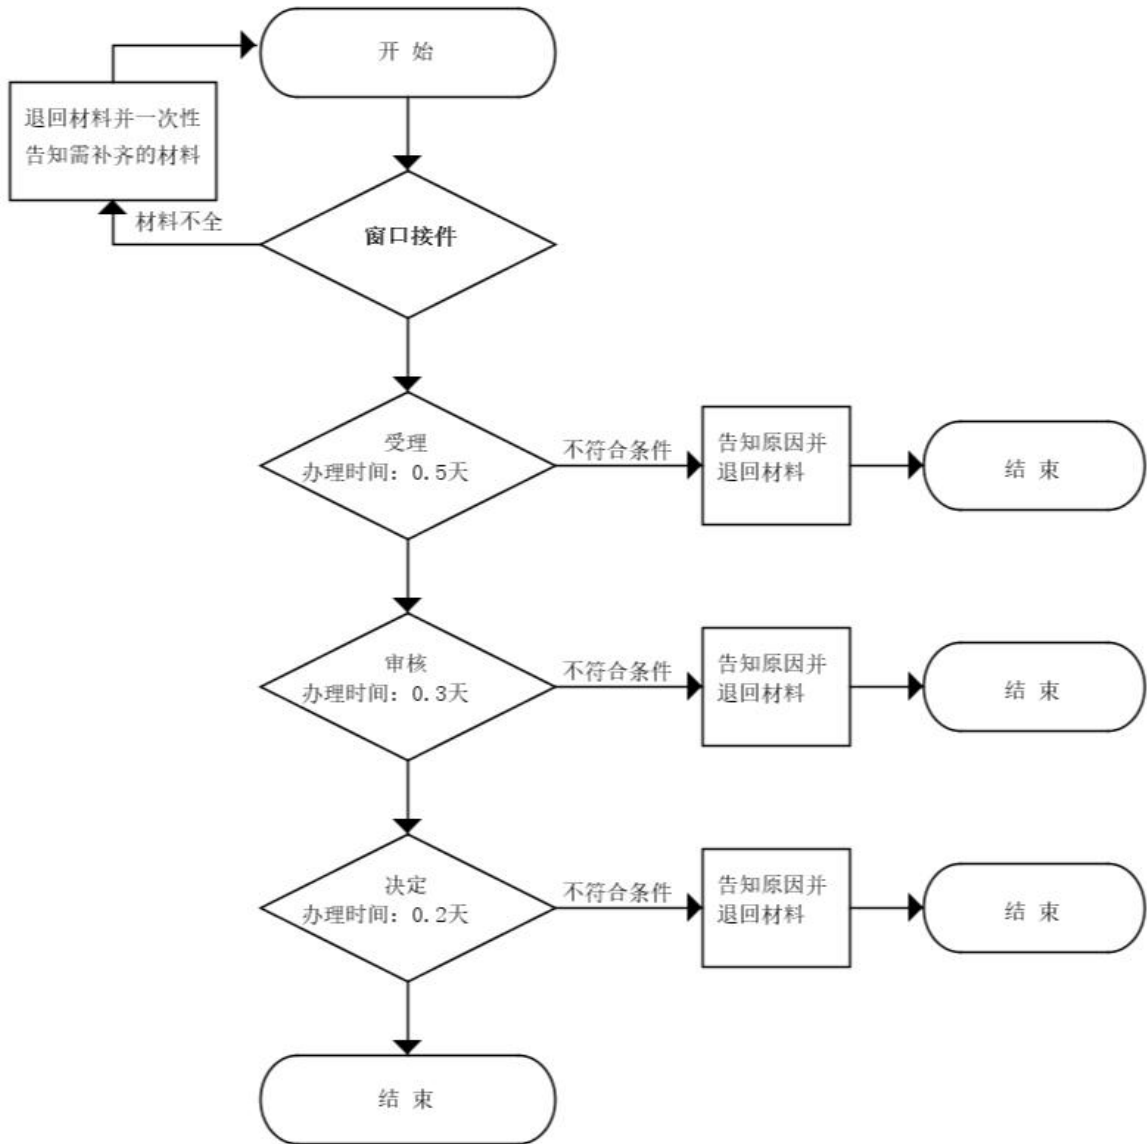 开 始
退回材料并一次性
告知需补齐的材料
材料不全
窗口接件
受理
办理时间：0.5天
不符合条件
告知原因并
退回材料
结 束
审核
办理时间：0.3天
不符合条件
告知原因并
退回材料
结 束
决定
办理时间：0.2天
不符合条件
告知原因并
退回材料
结 束
结 束